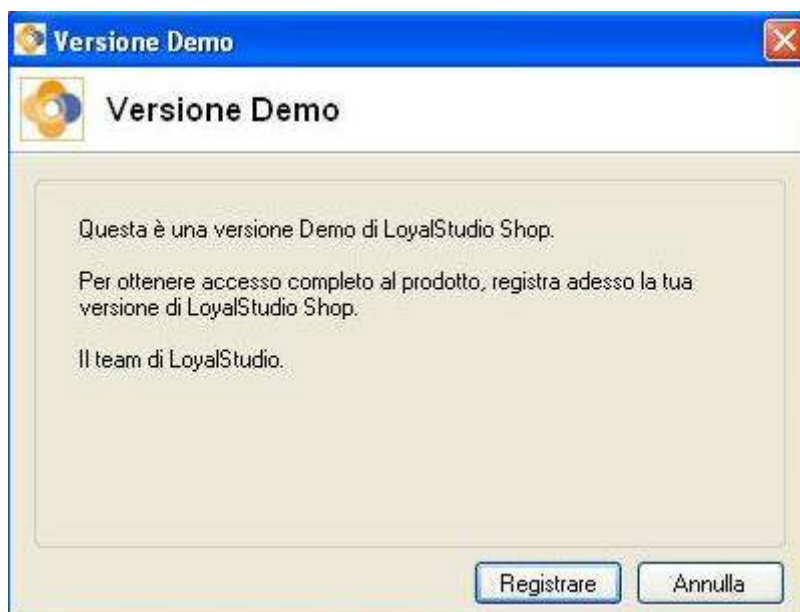 Versione Demo
Versione Demo
Questa è una versione Demo di LoyalStudio Shop.
Per ottenere accesso completo al prodotto, registra adesso la tua
versione di LoyalStudio Shop.
Il team di LoyalStudio.
Registrare
Annulla